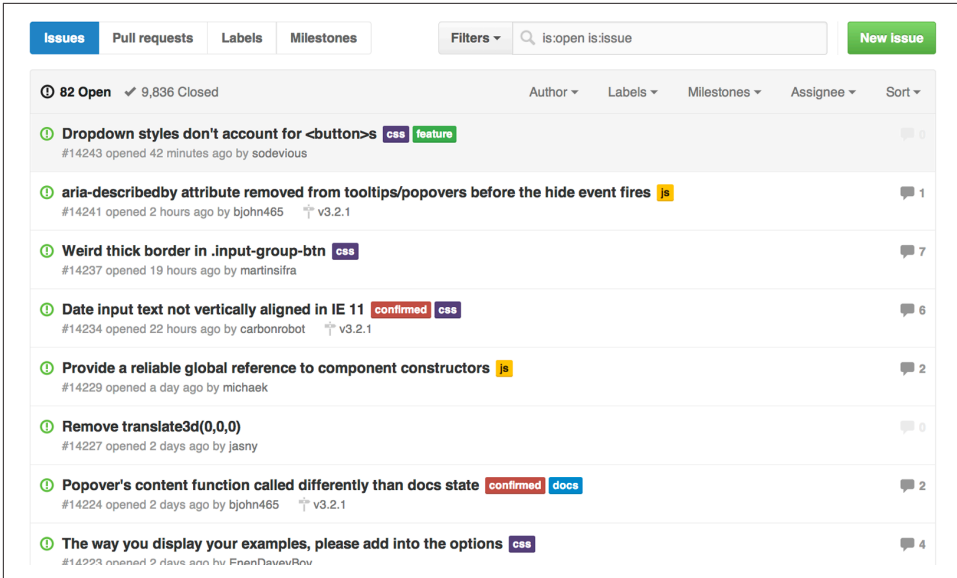 Issues Pull requests Labels Milestones Filters is:open is:issue New issue
82 Open 9,836 Closed Author Labels Milestones Assignee Sort
Dropdown styles don't account for <button>s css feature 0
#14243 opened 42 minutes ago by sodevious
aria-describedby attribute removed from tooltips/popovers before the hide event fires js 1
#14241 opened 2 hours ago by bjohn465 v3.2.1
Weird thick border in .input-group-btn css 7
#14237 opened 19 hours ago by martinsifra
Date input text not vertically aligned in IE 11 confirmed css 6
#14234 opened 22 hours ago by carbonrobot v3.2.1
Provide a reliable global reference to component constructors js 2
#14229 opened a day ago by michaek
Remove translate3d(0,0,0) 0
#14227 opened 2 days ago by jasny
Popover's content function called differently than docs state confirmed docs 2
#14224 opened 2 days ago by bjohn465 v3.2.1
The way you display your examples, please add into the options css 4
#14223 opened 2 days ago by EnenDaveyBoy